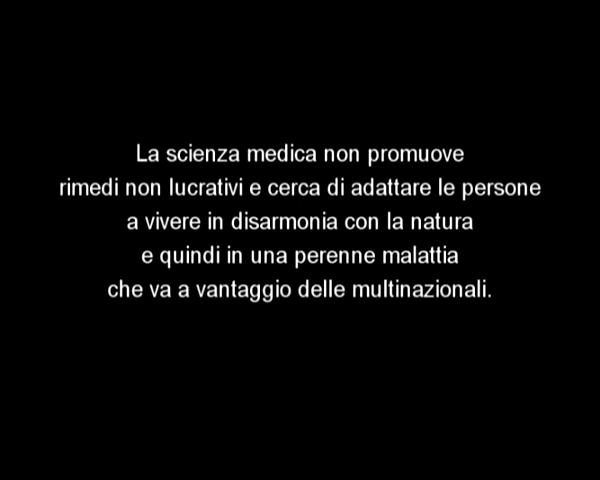 La scienza medica non promuove
rimedi non lucrativi e cerca di adattare le persone
a vivere in disarmonia con la natura
e quindi in una perenne malattia
che va a vantaggio delle multinazionali.